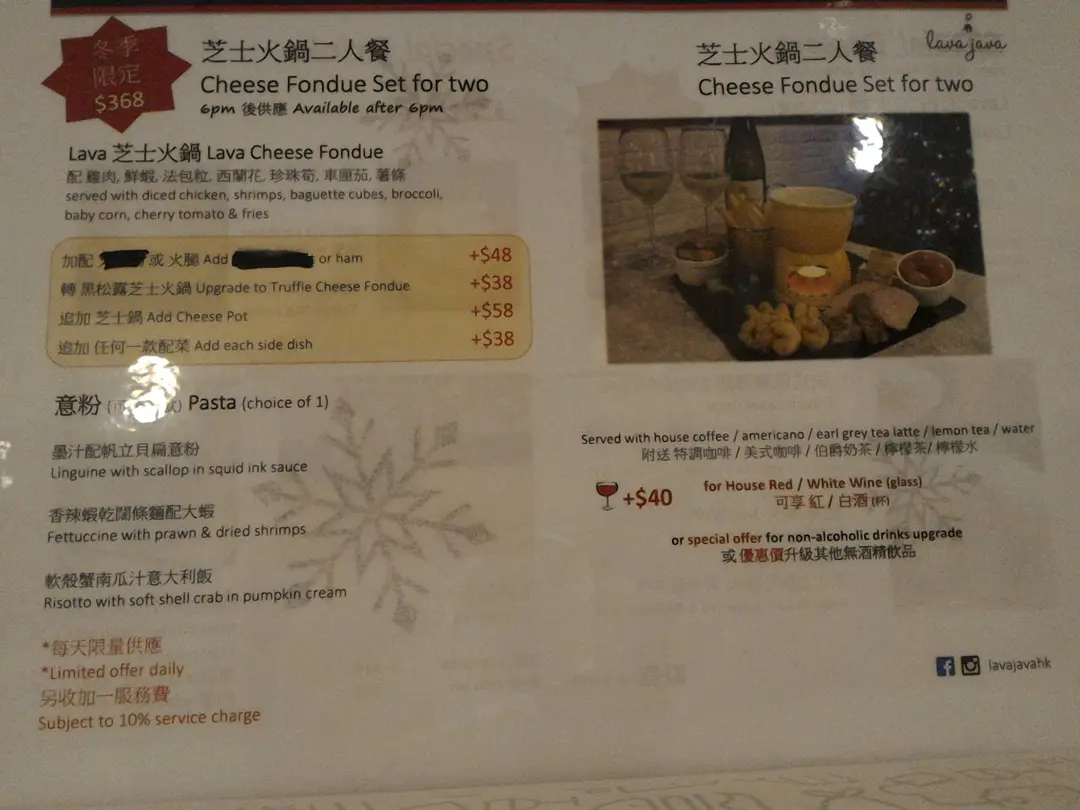 冬季
限定
$368
芝士火鍋二人餐
Cheese Fondue Set for two
6pm 後供應 Available after 6pm
Lava 芝士火鍋 Lava Cheese Fondue
配 雞肉, 鮮蝦, 法包粒, 西蘭花, 珍珠筍, 車厘茄, 薯條
served with diced chicken, shrimps, baguette cubes, broccoli,
baby corn, cherry tomato & fries
加配 或 火腿 Add or ham +$48
轉 黑松露芝士火鍋 Upgrade to Truffle Cheese Fondue +$38
追加 芝士鍋 Add Cheese Pot +$58
追加 任何一款配菜 Add each side dish +$38
意粉 Pasta (choice of 1)
墨汁配帆立貝扁意粉
Linguine with scallop in squid ink sauce
香辣蝦乾闊條麵配大蝦
Fettuccine with prawn & dried shrimps
軟殼蟹南瓜汁意大利飯
Risotto with soft shell crab in pumpkin cream
*每天限量供應
*Limited offer daily
另收加一服務費
Subject to 10% service charge
lava java
芝士火鍋二人餐
Cheese Fondue Set for two
Served with house coffee / americano / earl grey tea latte / lemon tea / water
附送 特調咖啡 / 美式咖啡 / 伯爵奶茶 / 檸檬茶/ 檸檬水
+$40 for House Red / White Wine (glass)
可享 紅 / 白酒 (杯)
or special offer for non-alcoholic drinks upgrade
或 優惠價升級其他無酒精飲品
lavajavahk